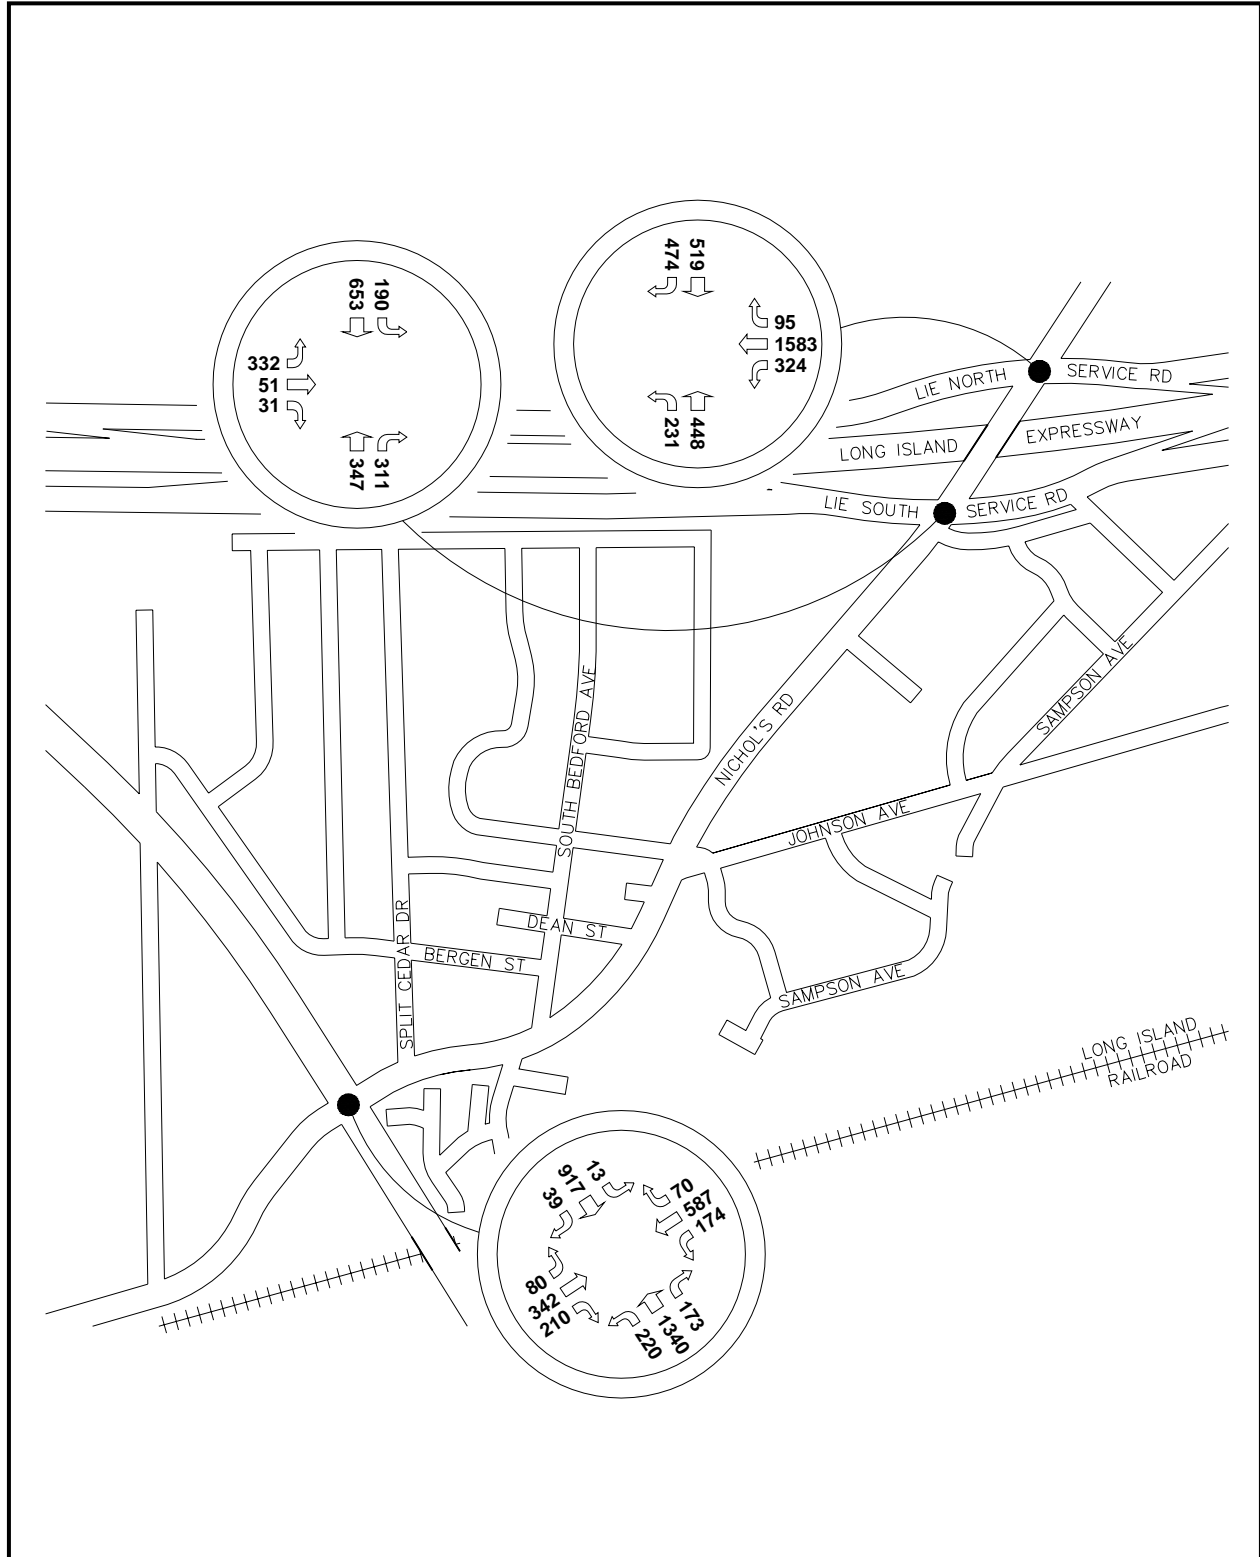 519
474
95
1583
324
231
448
190
653
332
51
31
347
311
LIE NORTH
SERVICE RD
LONG ISLAND
EXPRESSWAY
LIE SOUTH
SERVICE RD
SOUTH BEDFORD AVE
NICHOL'S RD
SAMPSON AVE
JOHNSON AVE
SPLIT CEDAR DR
DEAN ST
BERGEN ST
SAMPSON AVE
LONG ISLAND
RAILROAD
13
917
39
70
587
174
80
342
210
173
1340
220